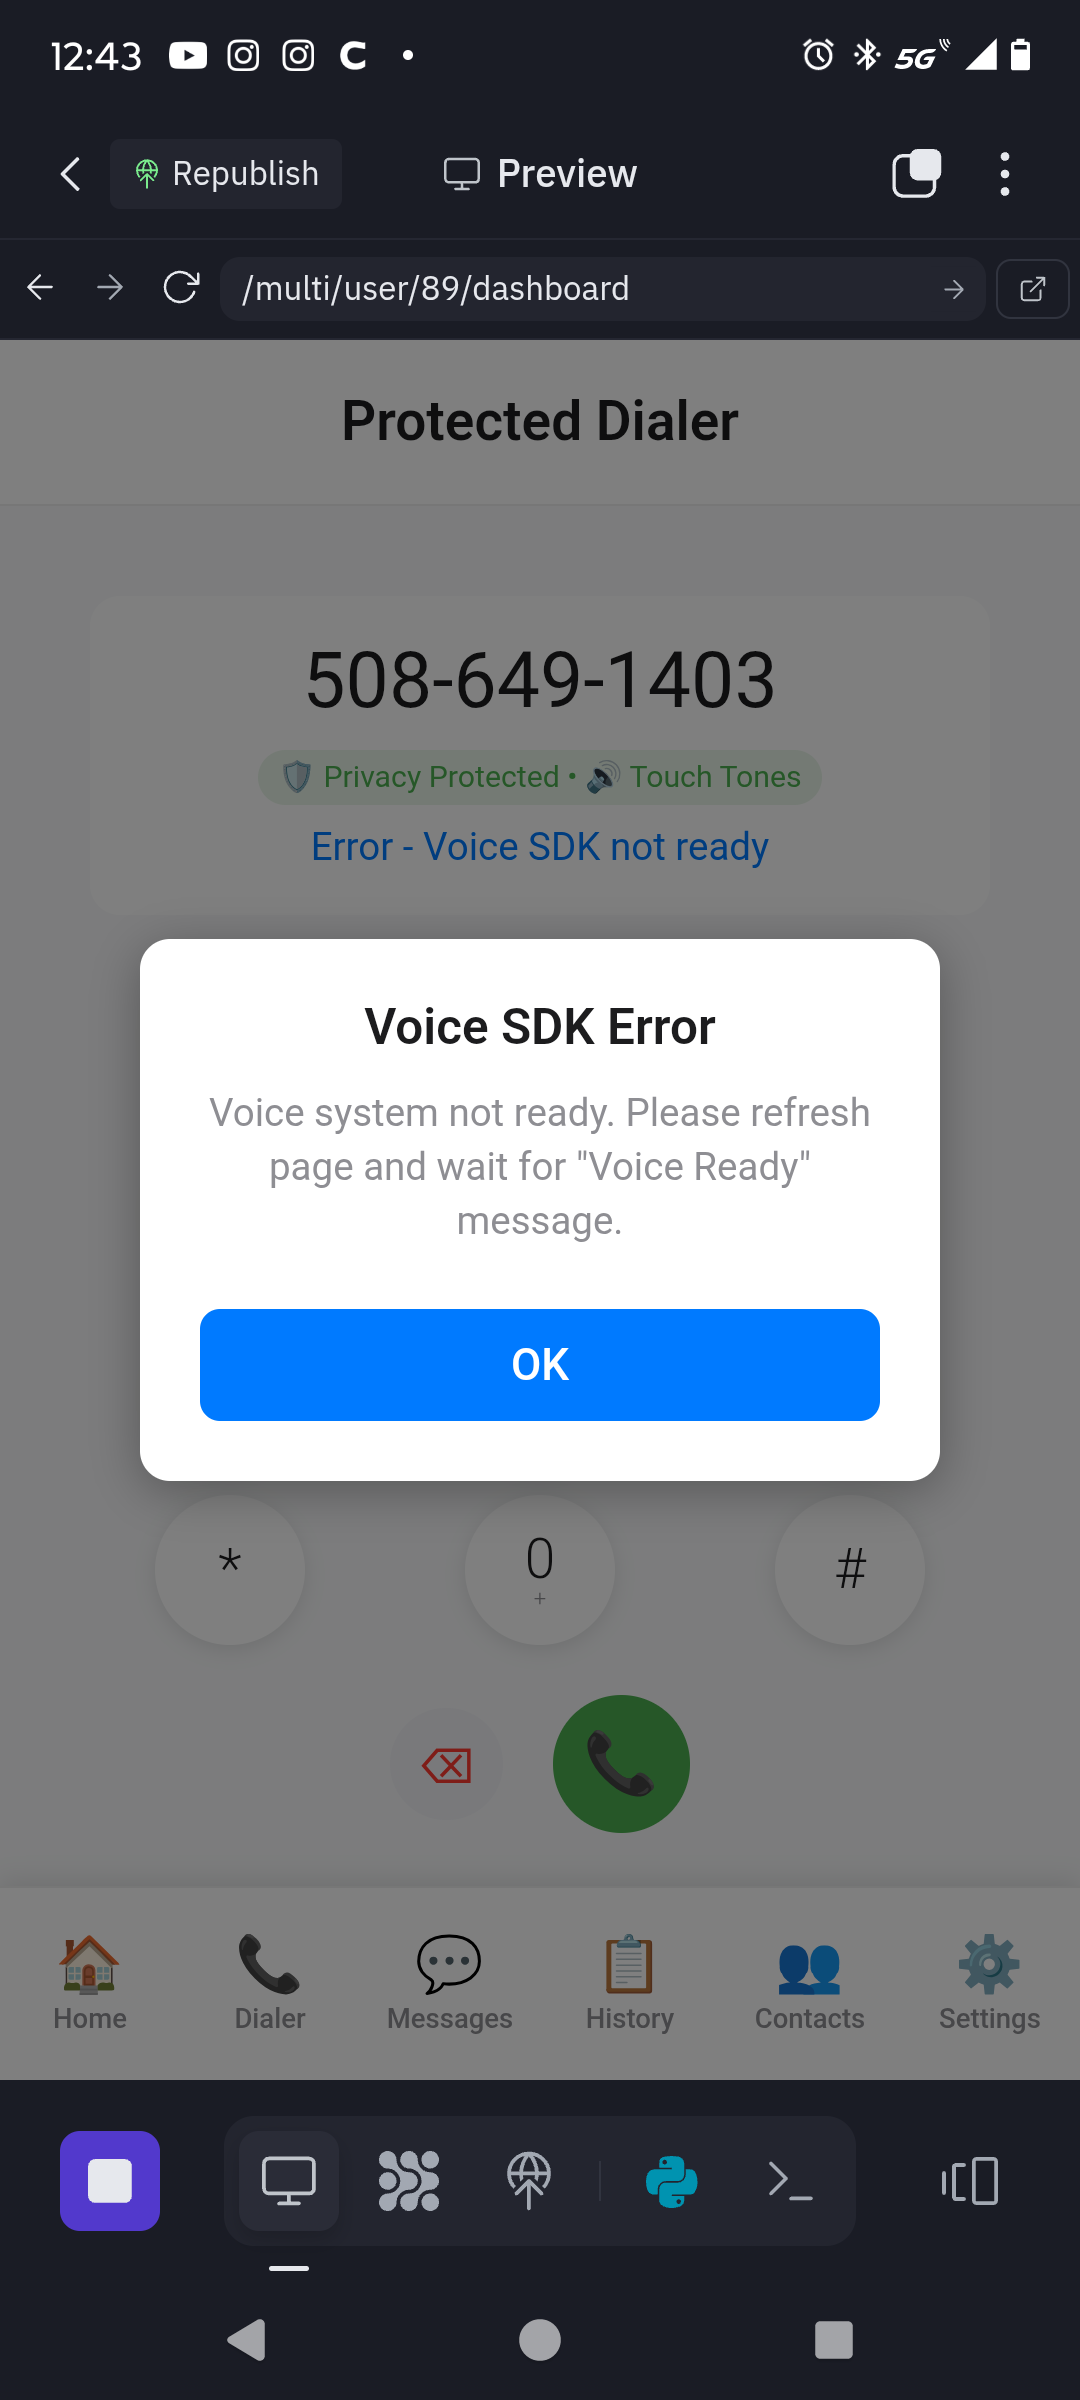 12:43
5G
Republish
Preview
/multi/user/89/dashboard
Protected Dialer
508-649-1403
Privacy Protected • Touch Tones
Error - Voice SDK not ready
Voice SDK Error
Voice system not ready. Please refresh
page and wait for "Voice Ready"
message.
OK
* 0 #
+
Home Dialer Messages History Contacts Settings